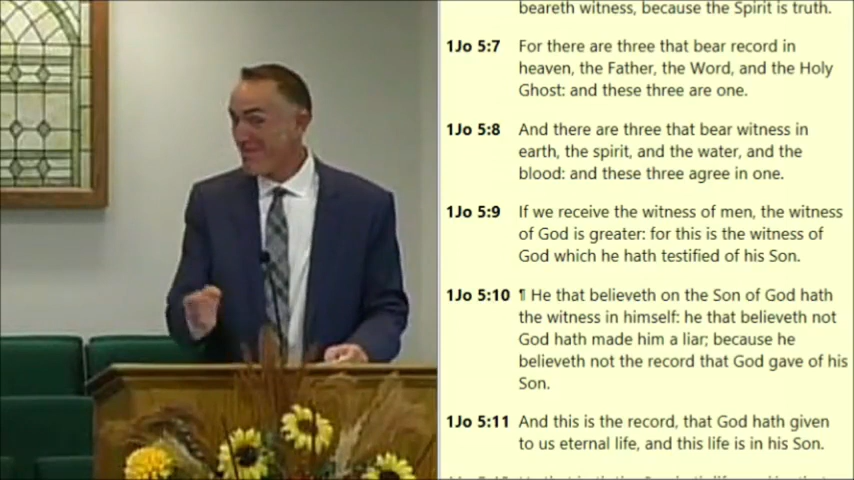 beareth witness, because the Spirit is truth.
1Jo 5:7 For there are three that bear record in
heaven, the Father, the Word, and the Holy
Ghost: and these three are one.
1Jo 5:8 And there are three that bear witness in
earth, the spirit, and the water, and the
blood: and these three agree in one.
1Jo 5:9 If we receive the witness of men, the witness
of God is greater: for this is the witness of
God which he hath testified of his Son.
1Jo 5:10 ¶ He that believeth on the Son of God hath
the witness in himself: he that believeth not
God hath made him a liar; because he
believeth not the record that God gave of his
Son.
1Jo 5:11 And this is the record, that God hath given
to us eternal life, and this life is in his Son.